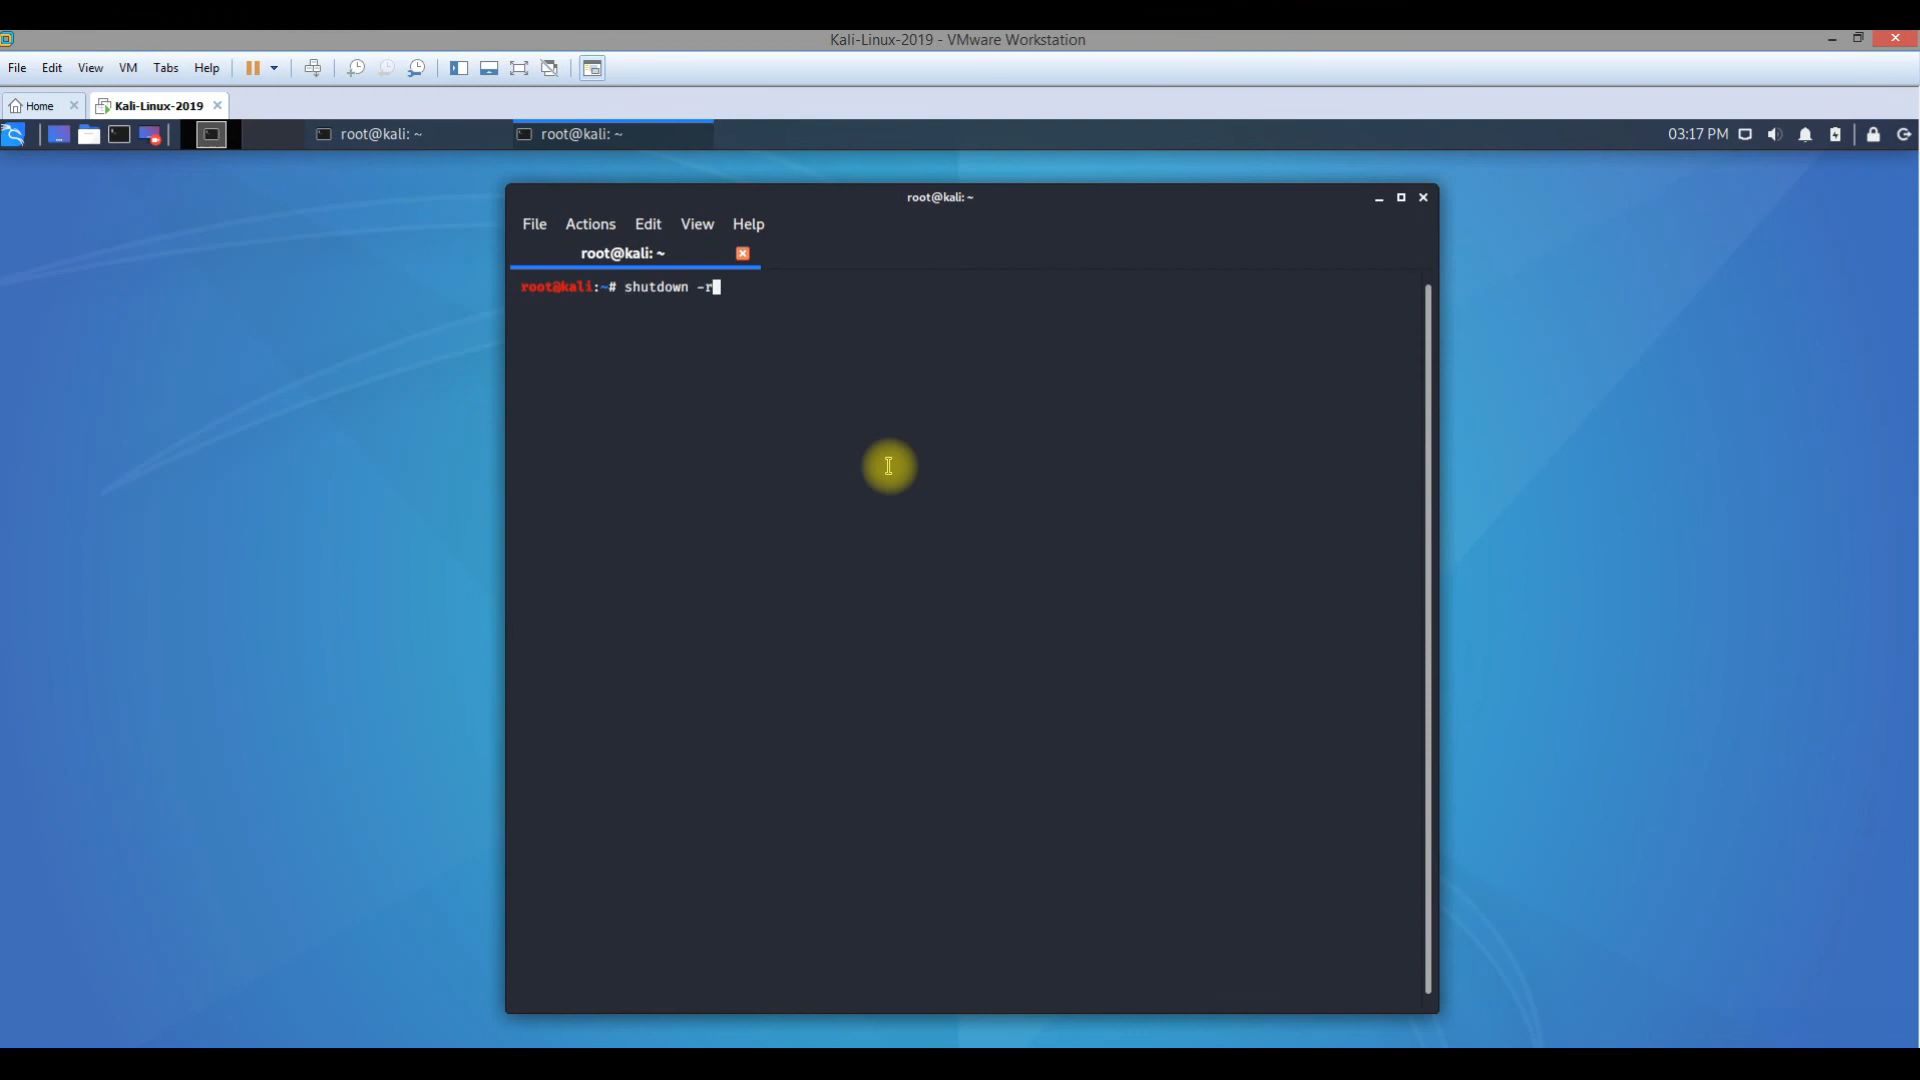 Kali-Linux-2019 - VMware Workstation
File Edit View VM Tabs Help
Home Kali-Linux-2019
root@kali: ~ root@kali: ~ 03:17 PM
root@kali: ~
File Actions Edit View Help
root@kali: ~
root@kali:~# shutdown -r